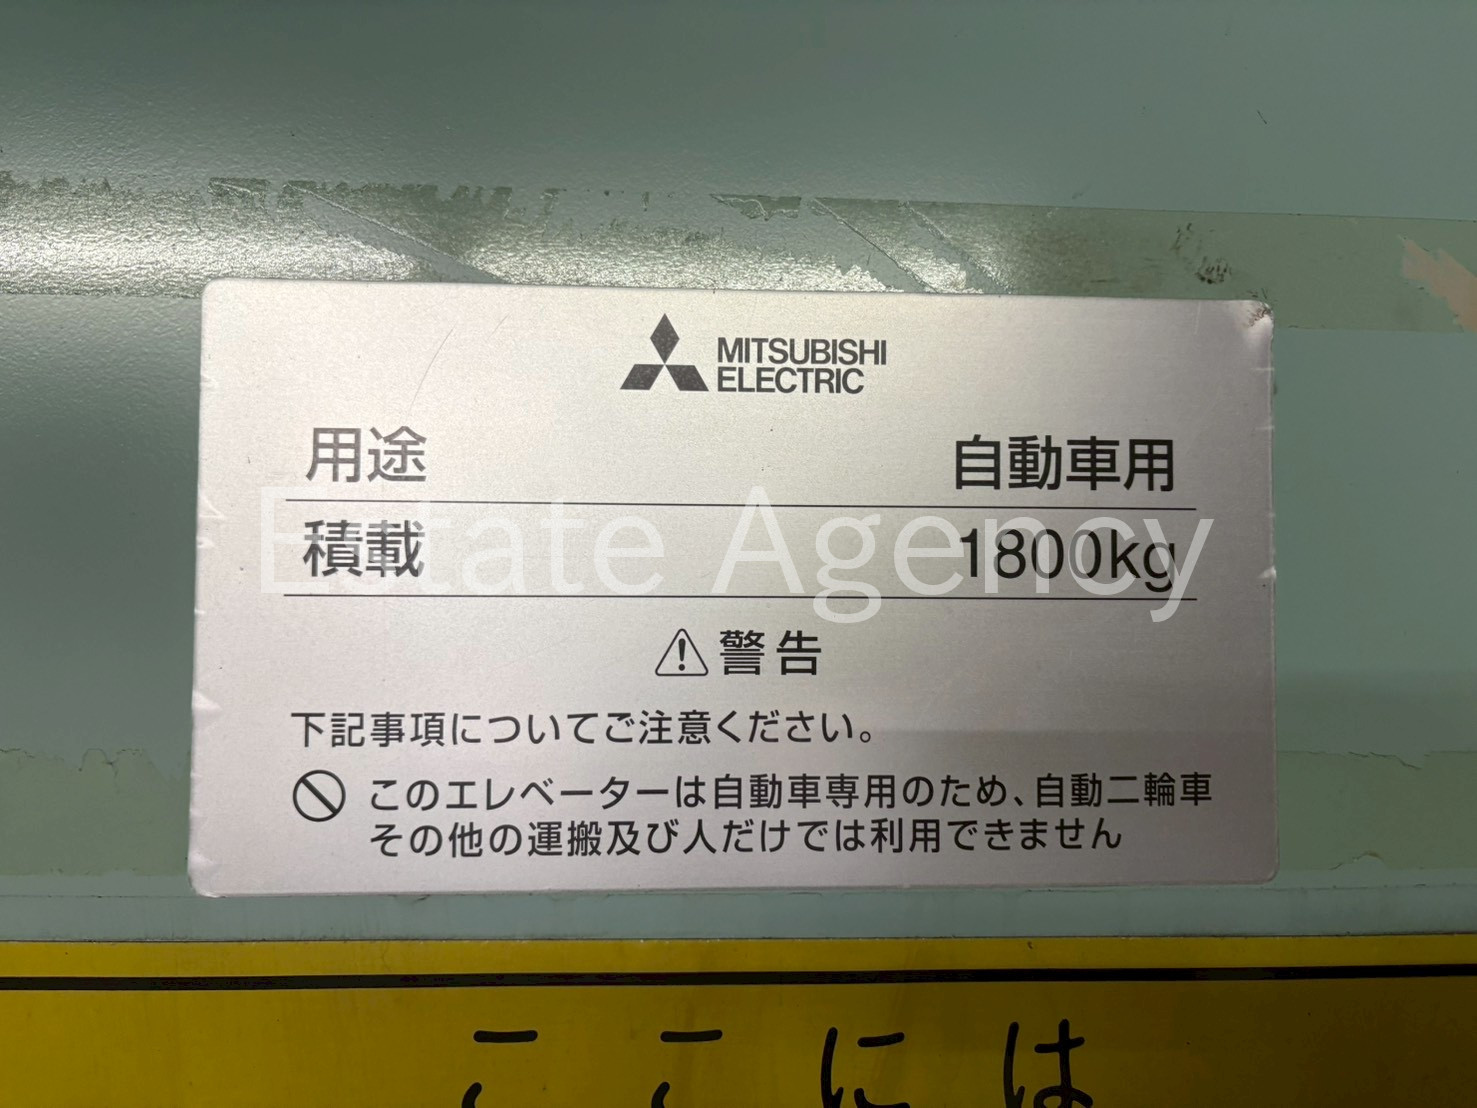 MITSUBISHI
ELECTRIC
用途 自動車用
Estate Agency
積載 1800kg
警告
下記事項についてご注意ください。
このエレベーターは自動車専用のため、自動二輪車
その他の運搬及び人だけでは利用できません
ここには